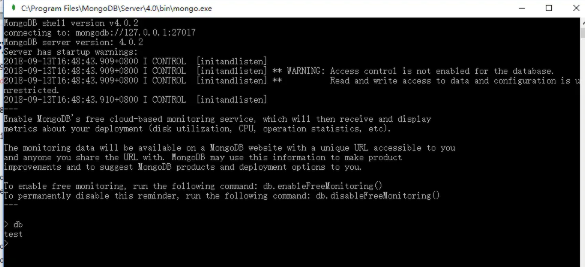 C:\Program Files\MongoDB\Server\4.0\bin\mongo.exe
MongoDB shell version v4.0.2
connecting to: mongodb://127.0.0.1:27017
MongoDB server version: 4.0.2
Server has startup warnings:
2018-09-13T16:48:43.909+0800 I CONTROL  [initandlisten]
2018-09-13T16:48:43.909+0800 I CONTROL  [initandlisten] ** WARNING: Access control is not enabled for the database.
2018-09-13T16:48:43.909+0800 I CONTROL  [initandlisten] **          Read and write access to data and configuration is u
nrestricted.
2018-09-13T16:48:43.910+0800 I CONTROL  [initandlisten]
---
Enable MongoDB's free cloud-based monitoring service, which will then receive and display
metrics about your deployment (disk utilization, CPU, operation statistics, etc).
The monitoring data will be available on a MongoDB website with a unique URL accessible to you
and anyone you share the URL with. MongoDB may use this information to make product
improvements and to suggest MongoDB products and deployment options to you.
To enable free monitoring, run the following command: db.enableFreeMonitoring()
To permanently disable this reminder, run the following command: db.disableFreeMonitoring()
---
> db
test
>